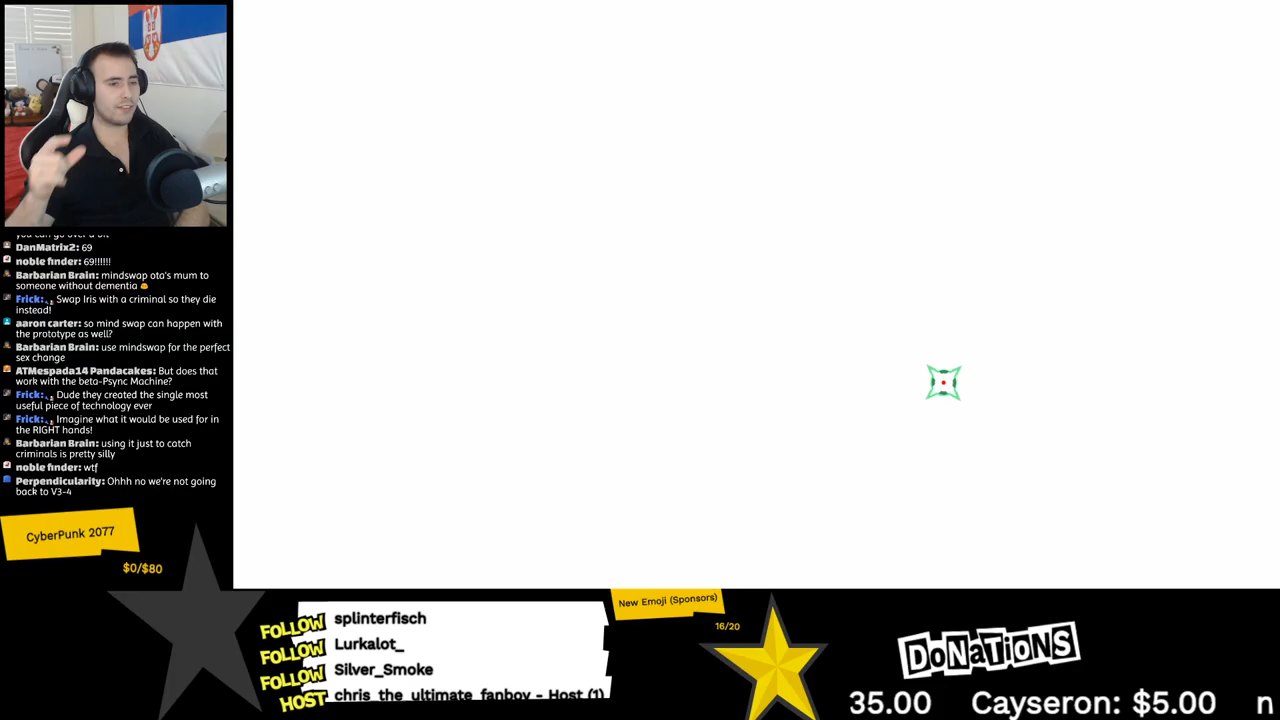 you can go over a bit
DanMatrix2: 69
noble finder: 69!!!!!!
Barbarian Brain: mindswap ota's mum to
someone without dementia
Frick: Swap Iris with a criminal so they die
instead!
aaron carter: so mind swap can happen with
the prototype as well?
Barbarian Brain: use mindswap for the perfect
sex change
ATMespada14 Pandacakes: But does that
work with the beta-Psync Machine?
Frick: Dude they created the single most
useful piece of technology ever
Frick: Imagine what it would be used for in
the RIGHT hands!
Barbarian Brain: using it just to catch
criminals is pretty silly
noble finder: wtf
Perpendicularity: Ohhh no we're not going
back to V3-4
CyberPunk 2077
$0/$80
FOLLOW splinterfisch
FOLLOW Lurkalot_
FOLLOW Silver_Smoke
HOST chris_the_ultimate_fanboy - Host (1)
New Emoji (Sponsors)
16/20
DoNaTiONS
35.00 Cayseron: $5.00 n